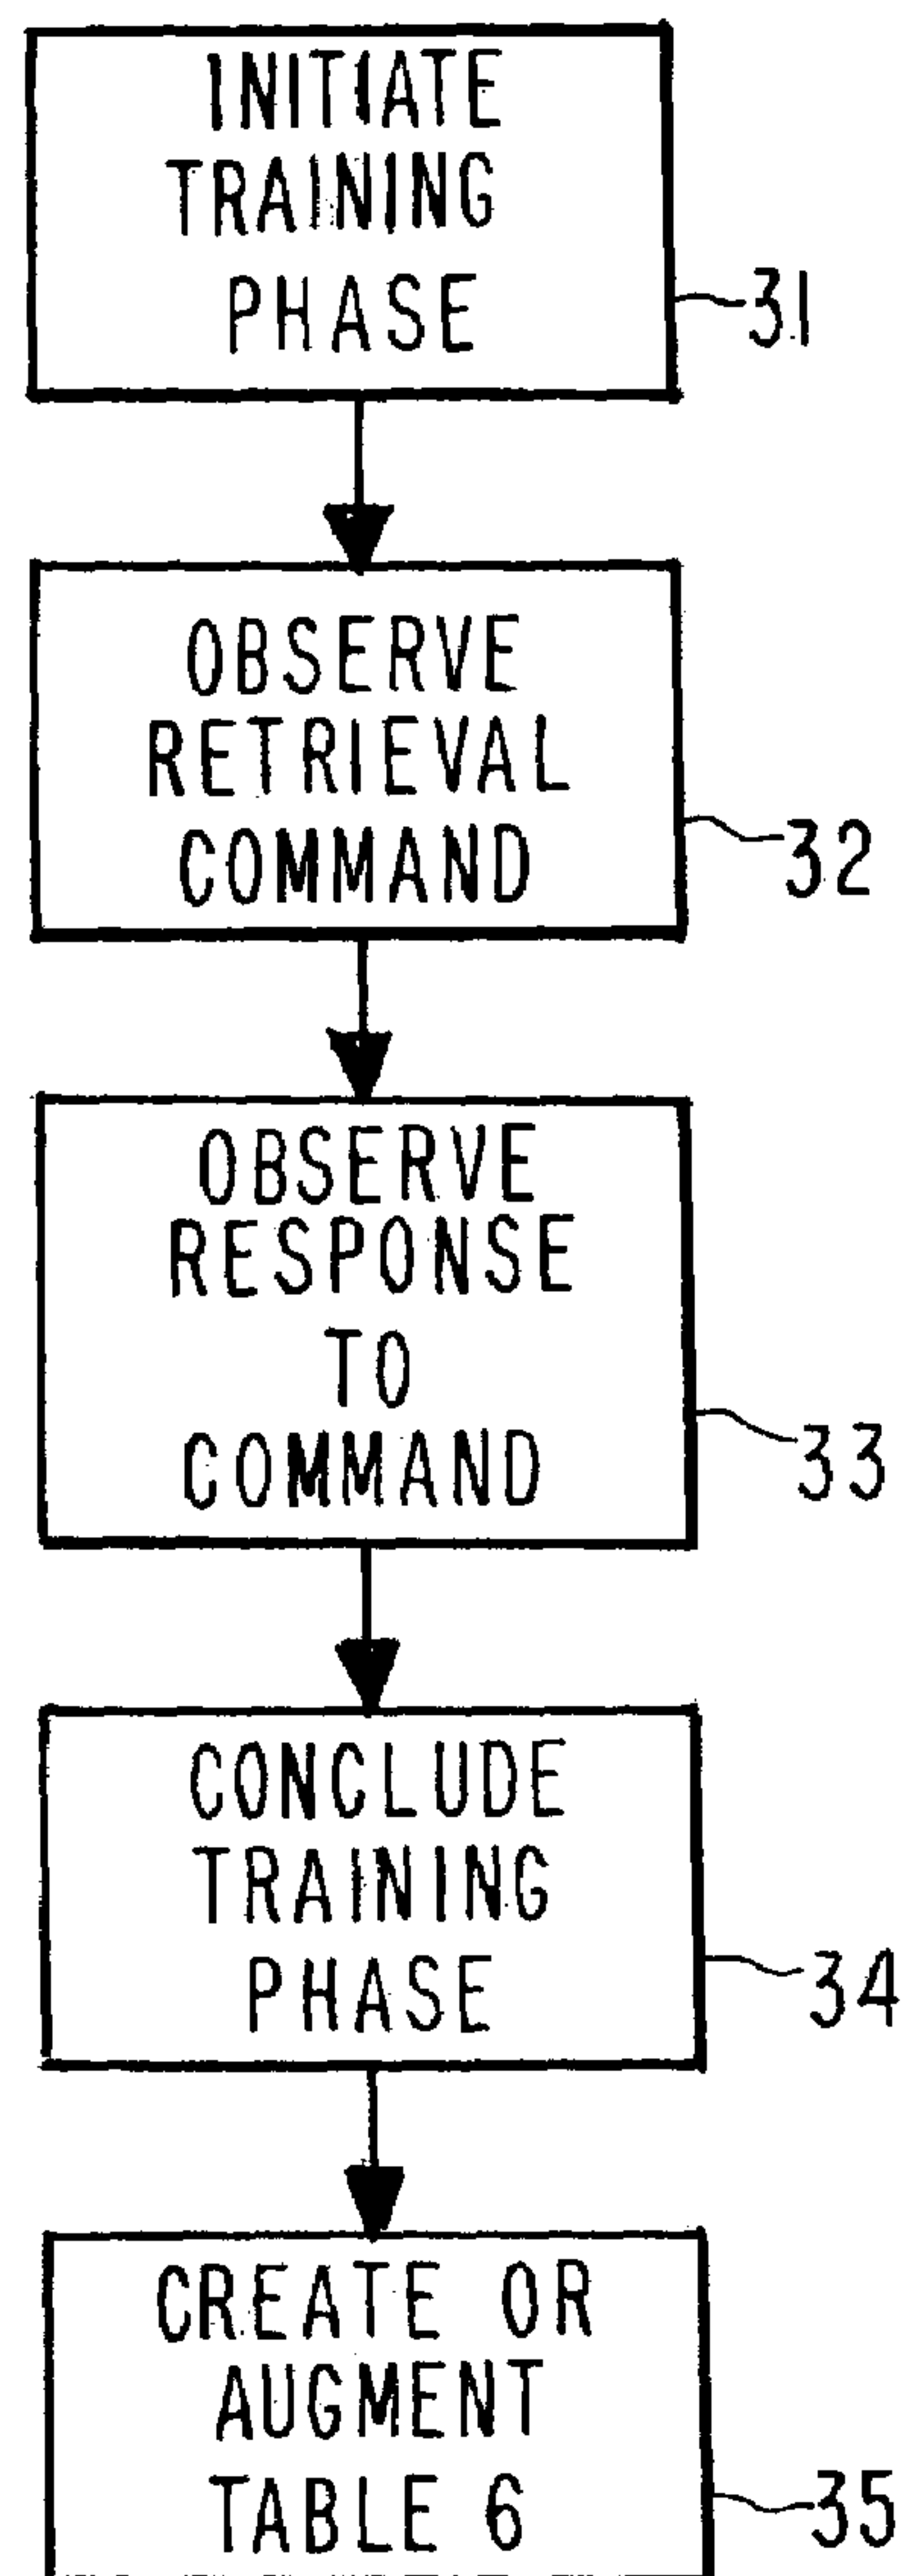 INITIATE
TRAINING
PHASE
31
OBSERVE
RETRIEVAL
COMMAND
32
OBSERVE
RESPONSE
TO
COMMAND
33
CONCLUDE
TRAINING
PHASE
34
CREATE OR
AUGMENT
TABLE 6
35